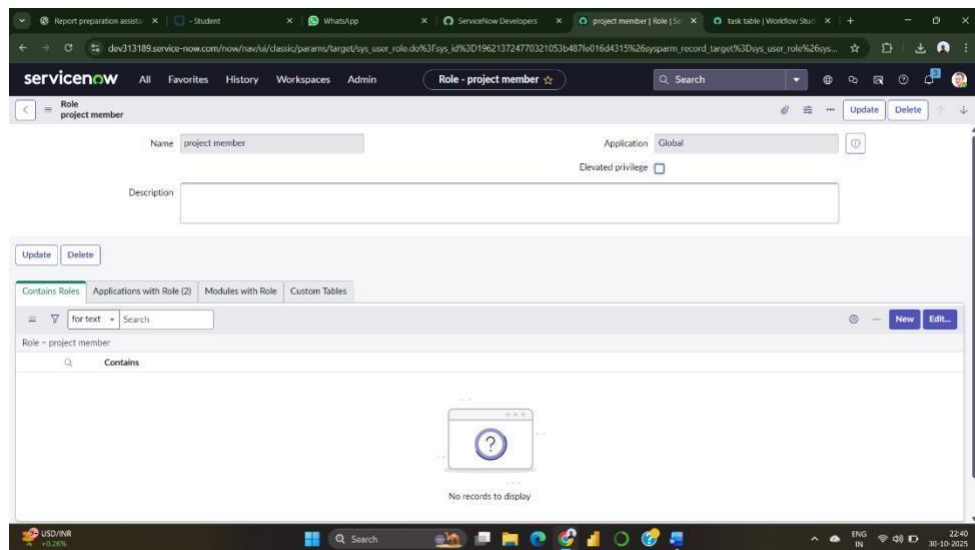 Report preparation assista
- Student
WhatsApp
ServiceNow Developers
project member | Role | Se
task table | Workflow Stud
dev313189.service-now.com/now/nav/ui/classic/params/target/sys_user_role.do%3Fsys_id%3D196213724770321053b487fe016d4315%26sysparm_record_target%3Dsys_user_role%26sys...
servicenow All Favorites History Workspaces Admin
Role - project member
Search
3
Role
project member
Update Delete
Name project member
Application Global
Elevated privilege
Description
Update Delete
Contains Roles Applications with Role (2) Modules with Role Custom Tables
for text Search
New Edit...
Role = project member
Contains
?
No records to display
USD/INR
+0.26%
Search
ENG
IN
22:40
30-10-2025